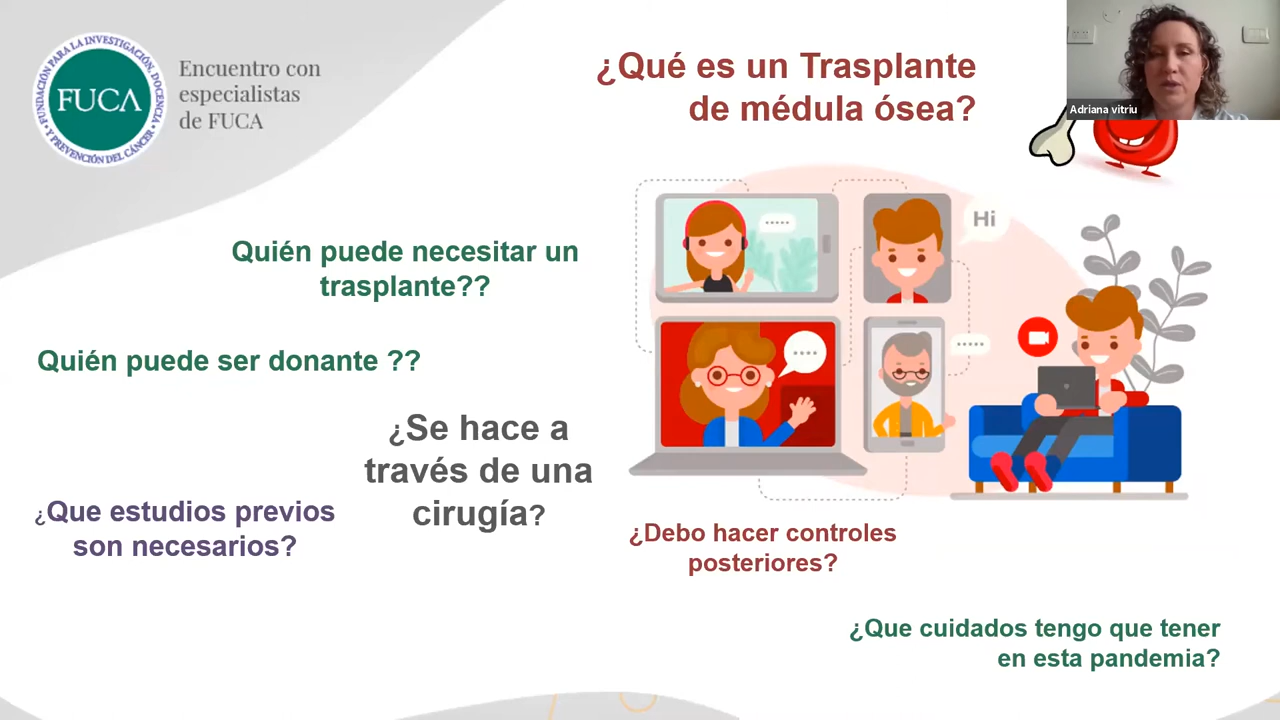 FUNDACIÓN PARA LA INVESTIGACIÓN, DOCENCIA
Y PREVENCIÓN DEL CÁNCER
FUCA
Encuentro con
especialistas
de FUCA
¿Qué es un Trasplante
de médula ósea?
Adriana vitriu
Hi
Quién puede necesitar un
trasplante??
Quién puede ser donante ??
¿Se hace a
través de una
cirugía?
¿Que estudios previos
son necesarios?
¿Debo hacer controles
posteriores?
¿Que cuidados tengo que tener
en esta pandemia?